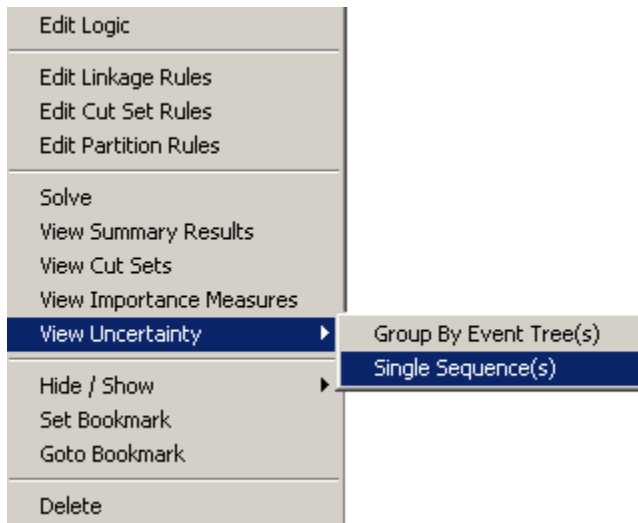 Edit Logic
Edit Linkage Rules
Edit Cut Set Rules
Edit Partition Rules
Solve
View Summary Results
View Cut Sets
View Importance Measures
View Uncertainty
Group By Event Tree(s)
Single Sequence(s)
Hide / Show
Set Bookmark
Goto Bookmark
Delete